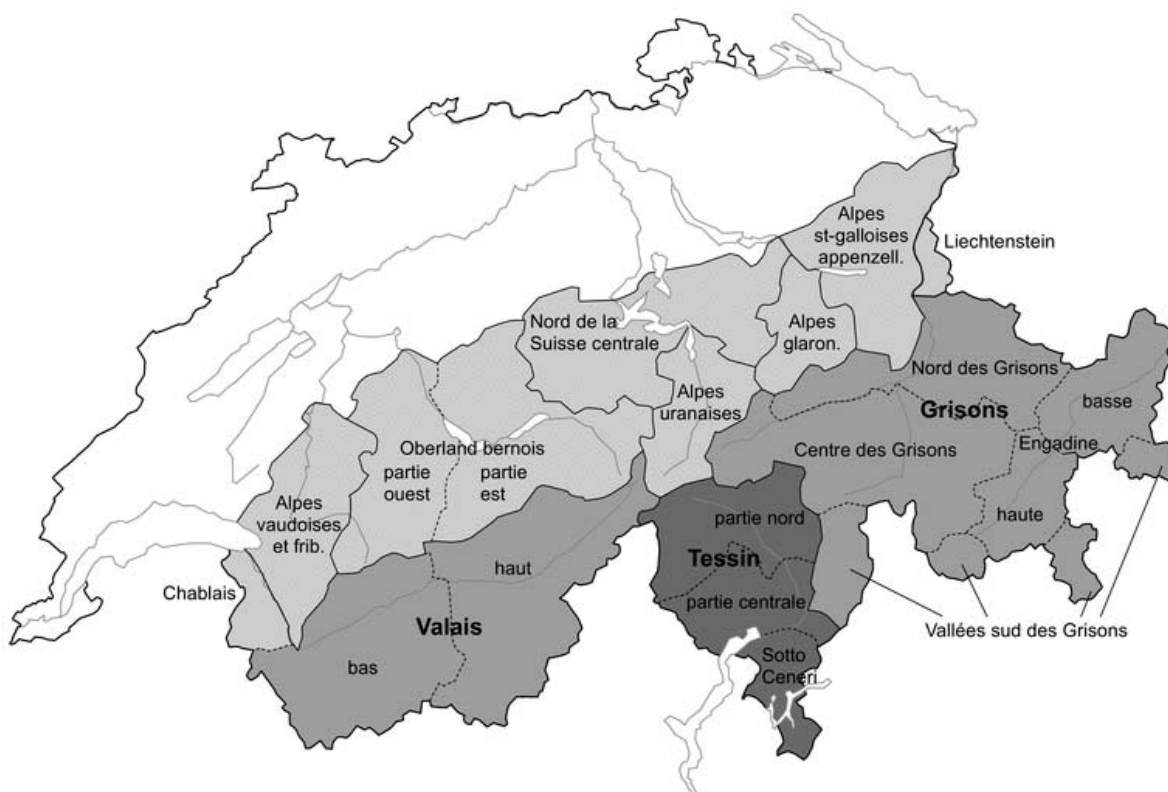 Alpes
st-galloises
appenzell.
Liechtenstein
Nord de la
Suisse centrale
Alpes
glaron.
Nord des Grisons
Alpes
uranaises
Grisons
basse
Engadine
Centre des Grisons
Oberland bernois
partie
ouest
partie
est
haute
Alpes
vaudoises
et frib.
partie nord
Tessin
haut
Chablais
partie centrale
Valais
Vallées sud des Grisons
bas
Sotto
Ceneri